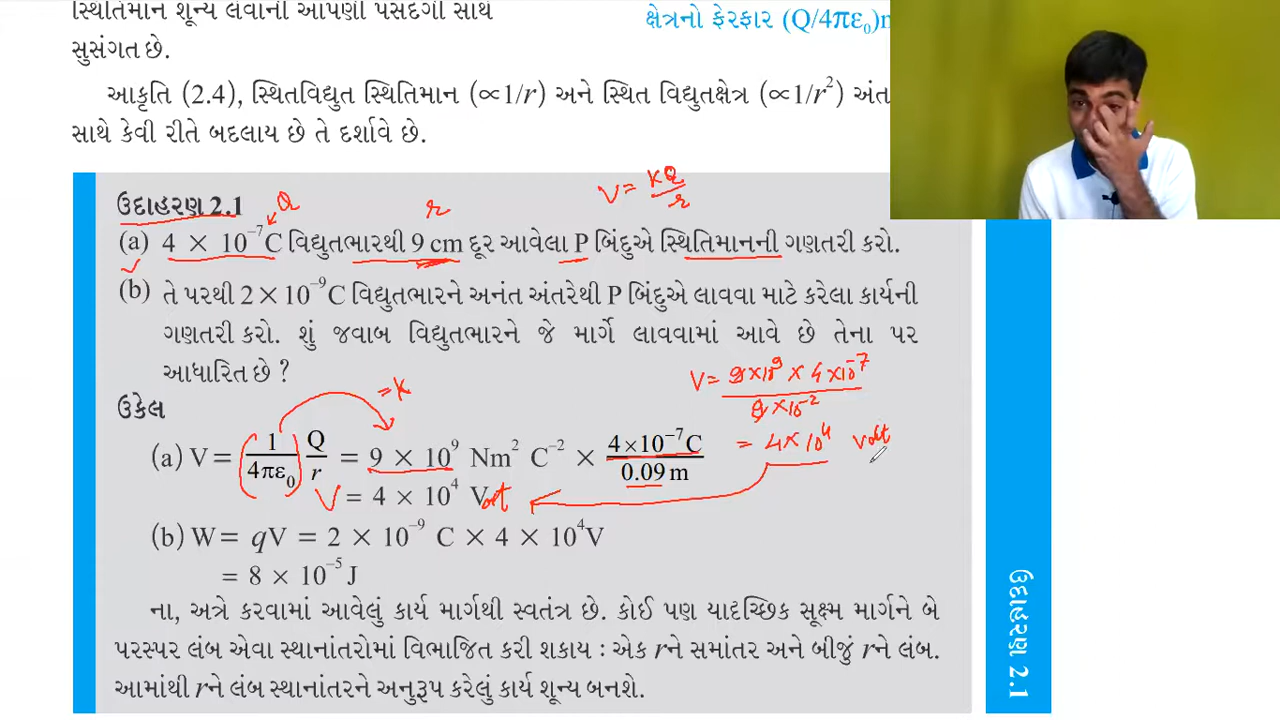 સ્થિતિમાન શૂન્ય લેવાની આપણી પસંદગી સાથે
સુસંગત છે.
ક્ષેત્રનો ફેરફાર (Q/4πε₀)
આકૃતિ (2.4), સ્થિતવિદ્યુત સ્થિતિમાન (∝1/r) અને સ્થિત વિદ્યુતક્ષેત્ર (∝1/r²) અંત
સાથે કેવી રીતે બદલાય છે તે દર્શાવે છે.
V = KQ/r
ઉદાહરણ 2.1 Q r
(a) 4 × 10⁻⁷C વિદ્યુતભારથી 9 cm દૂર આવેલા P બિંદુએ સ્થિતિમાનની ગણતરી કરો.
(b) તે પરથી 2 × 10⁻⁹C વિદ્યુતભારને અનંત અંતરેથી P બિંદુએ લાવવા માટે કરેલા કાર્યની
ગણતરી કરો. શું જવાબ વિદ્યુતભારને જે માર્ગે લાવવામાં આવે છે તેના પર
આધારિત છે ?
V = 9×10⁹ × 4×10⁻⁷ / 9×10⁻²
= 4×10⁴ Volt
ઉકેલ
= K
(a) V = 1/4πε₀ Q/r = 9 × 10⁹ Nm² C⁻² × 4×10⁻⁷C/0.09 m
V = 4 × 10⁴ Volt
(b) W = qV = 2 × 10⁻⁹ C × 4 × 10⁴V
= 8 × 10⁻⁵ J
ના, અત્રે કરવામાં આવેલું કાર્ય માર્ગથી સ્વતંત્ર છે. કોઈ પણ યાદચ્છિક સૂક્ષ્મ માર્ગને બે
પરસ્પર લંબ એવા સ્થાનાંતરોમાં વિભાજિત કરી શકાય : એક rને સમાંતર અને બીજું rને લંબ.
આમાંથી rને લંબ સ્થાનાંતરને અનુરૂપ કરેલું કાર્ય શૂન્ય બનશે.
ઉદાહરણ 2.1